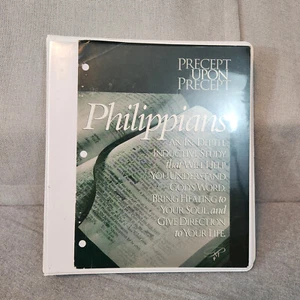 PRECEPT
UPON
PRECEPT
Philippians
AN IN-DEPTH
INDUCTIVE STUDY
that WILL HELP
YOU UNDERSTAND
GOD'S WORD,
BRING HEALING to
YOUR SOUL, and
GIVE DIRECTION
to YOUR LIFE.